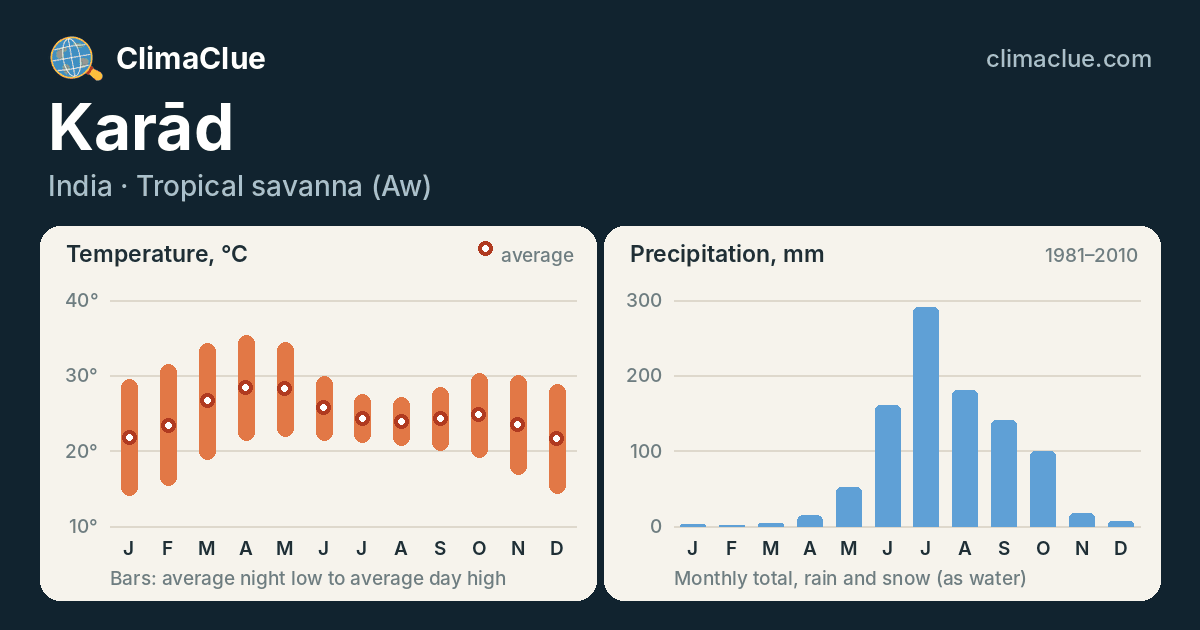 ClimaClue
climaclue.com
Karād
India · Tropical savanna (Aw)
Temperature, °C
average
40°
30°
20°
10°
J F M A M J J A S O N D
Bars: average night low to average day high
Precipitation, mm
1981–2010
300
200
100
0
J F M A M J J A S O N D
Monthly total, rain and snow (as water)